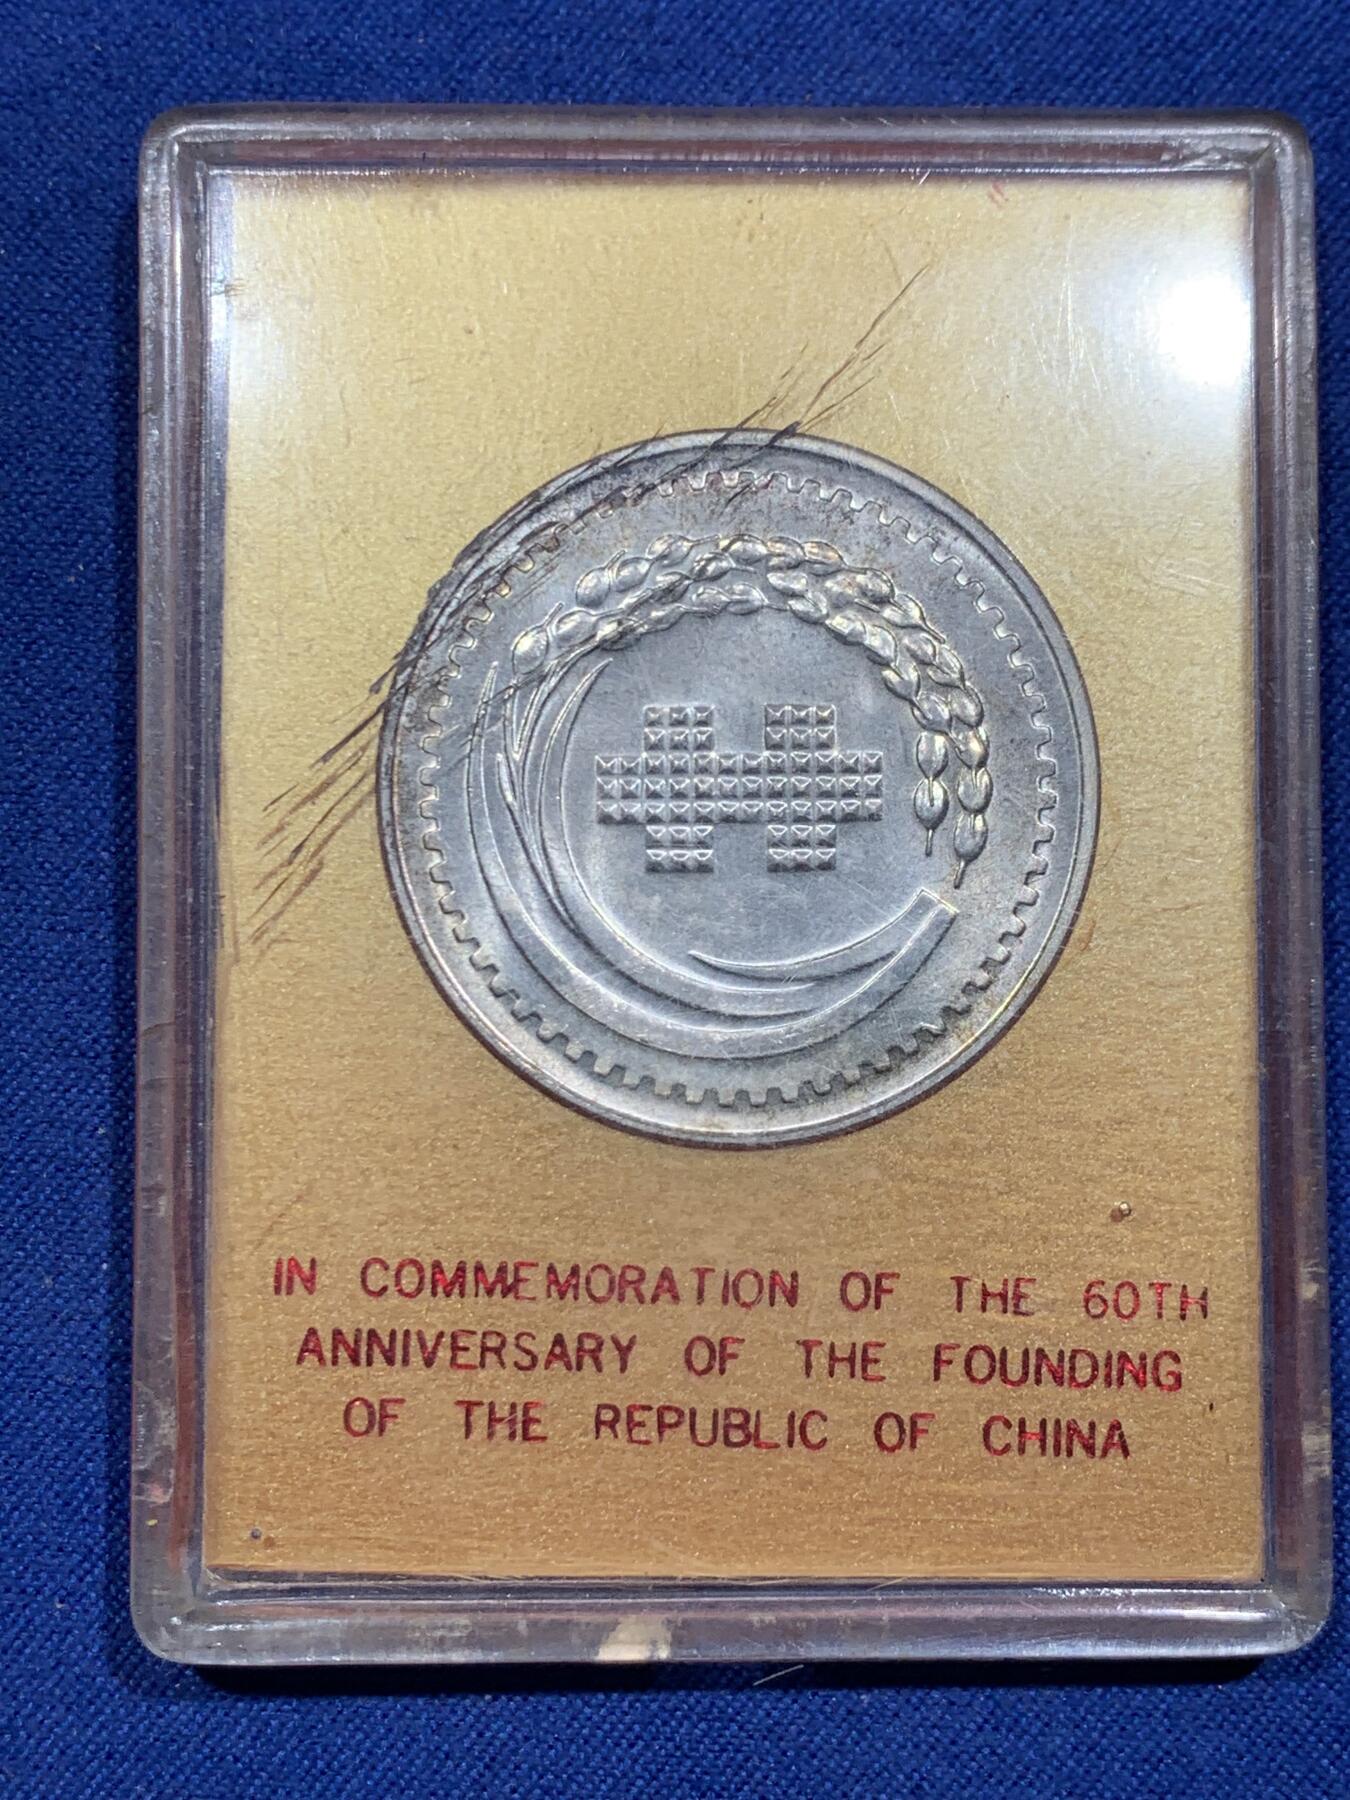 IN COMMEMORATION OF THE 60TH
ANNIVERSARY OF THE FOUNDING
OF THE REPUBLIC OF CHINA